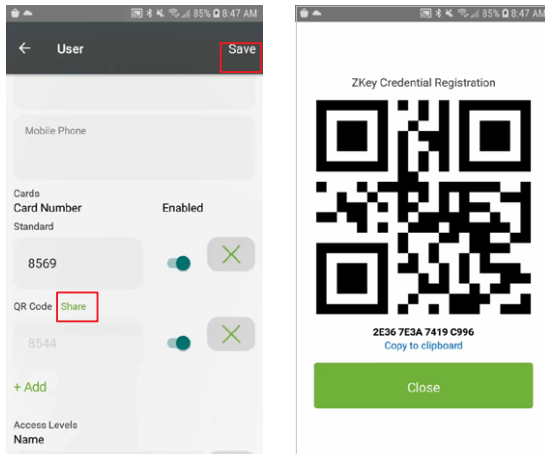 85% 8:47 AM
User
Save
Mobile Phone
Cards
Card Number
Enabled
Standard
8569
QR Code Share
8544
+ Add
Access Levels
Name
85% 8:47 AM
ZKey Credential Registration
2E36 7E3A 7419 C996
Copy to clipboard
Close